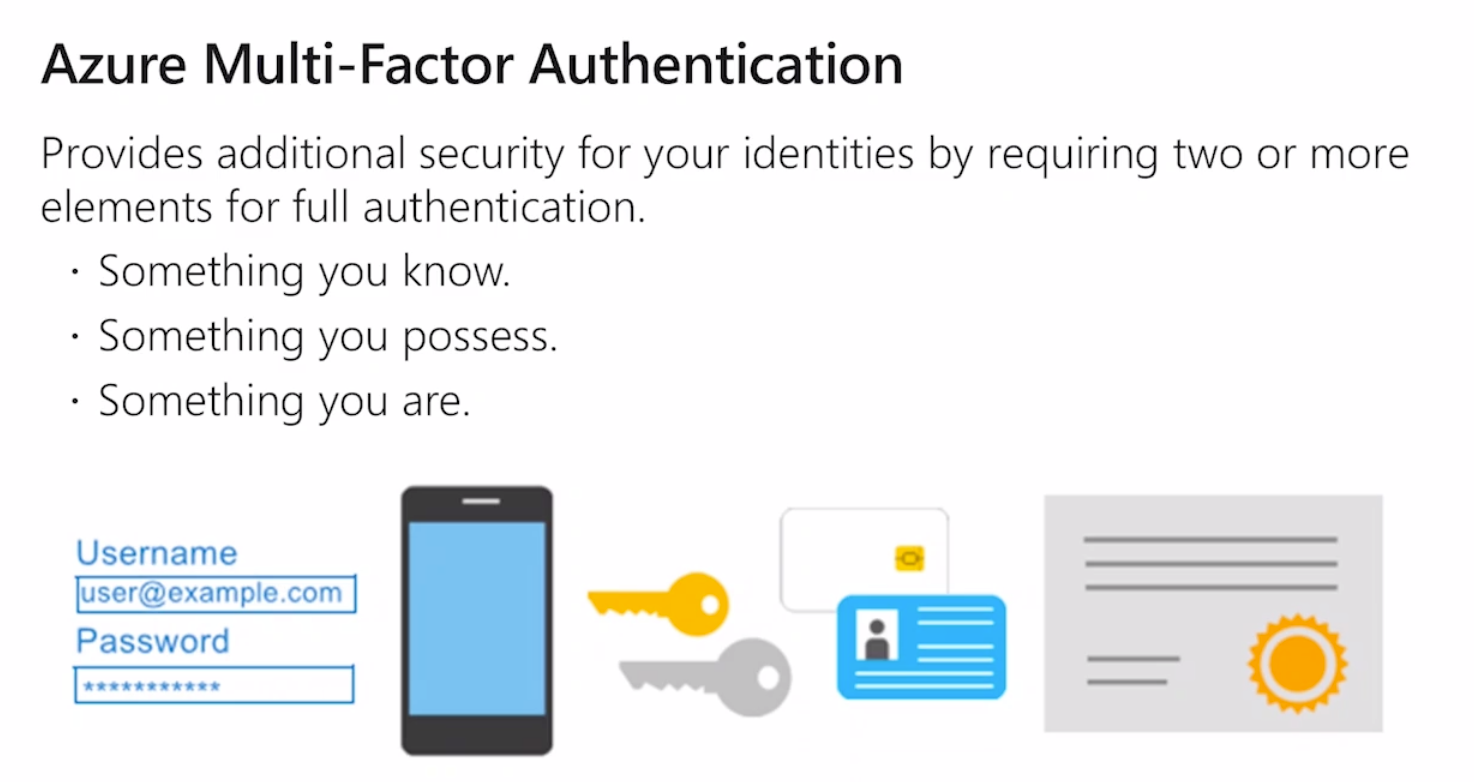 Azure Multi-Factor Authentication
Provides additional security for your identities by requiring two or more
elements for full authentication.
· Something you know.
· Something you possess.
· Something you are.
Username
user@example.com
Password
***********